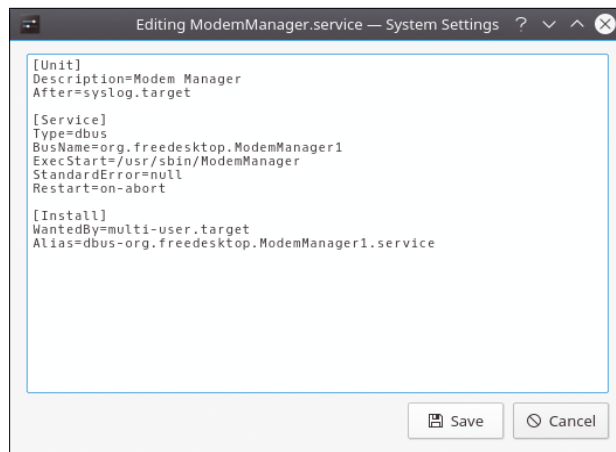 Editing ModemManager.service — System Settings
[Unit]
Description=Modem Manager
After=syslog.target
[Service]
Type=dbus
BusName=org.freedesktop.ModemManager1
ExecStart=/usr/sbin/ModemManager
StandardError=null
Restart=on-abort
[Install]
WantedBy=multi-user.target
Alias=dbus-org.freedesktop.ModemManager1.service
Save Cancel